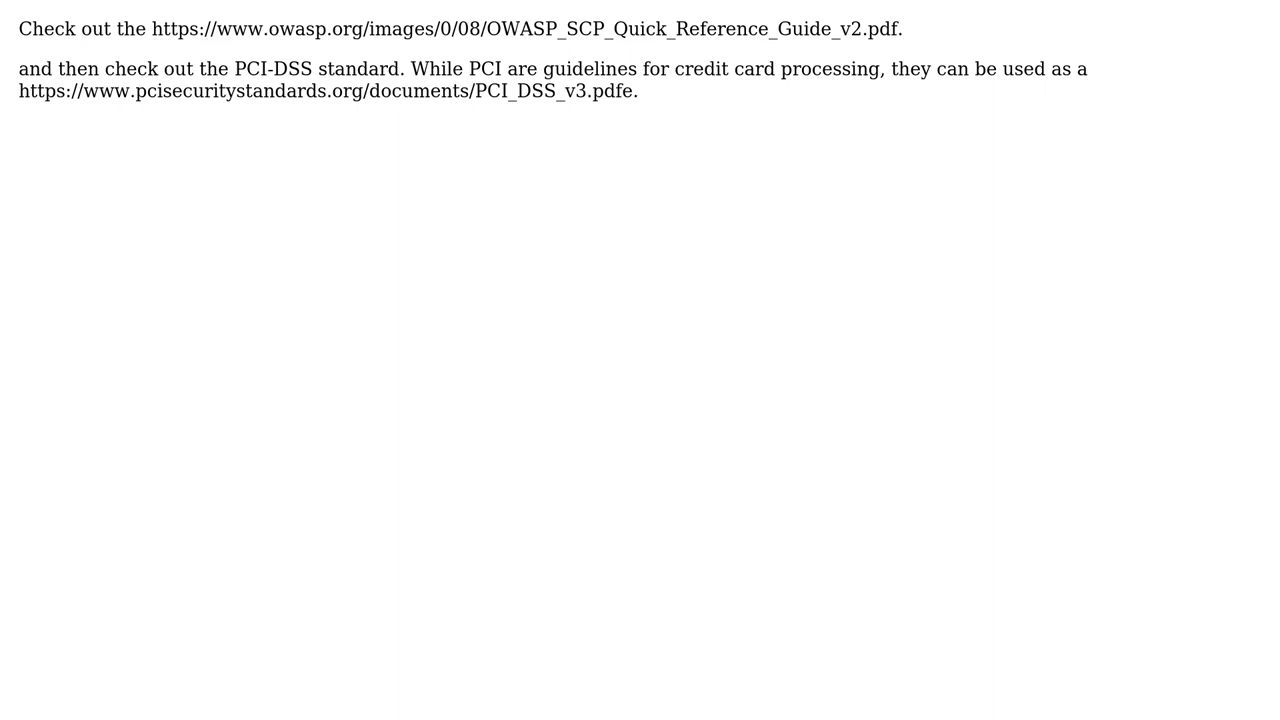 Check out the https://www.owasp.org/images/0/08/OWASP_SCP_Quick_Reference_Guide_v2.pdf.
and then check out the PCI-DSS standard. While PCI are guidelines for credit card processing, they can be used as a
https://www.pcisecuritystandards.org/documents/PCI_DSS_v3.pdfe.